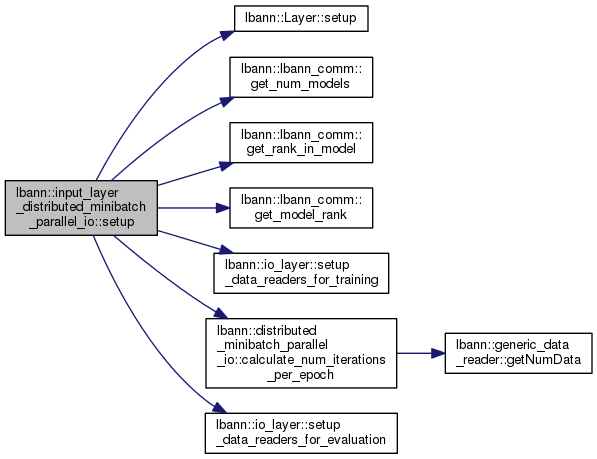 lbann::Layer::setup
lbann::lbann_comm::
get_num_models
lbann::lbann_comm::
get_rank_in_model
lbann::input_layer
_distributed_minibatch
_parallel_io::setup
lbann::lbann_comm::
get_model_rank
lbann::io_layer::setup
_data_readers_for_training
lbann::distributed
_minibatch_parallel
_io::calculate_num_iterations
_per_epoch
lbann::generic_data
_reader::getNumData
lbann::io_layer::setup
_data_readers_for_evaluation